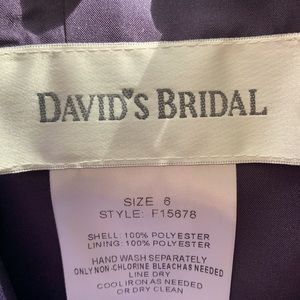 DAVID'S BRIDAL
SIZE 6
STYLE: F15678
SHELL: 100% POLYESTER
LINING: 100% POLYESTER
HAND WASH SEPARATELY
ONLY NON-CHLORINE BLEACH AS NEEDED
LINE DRY
COOL IRON AS NEEDED
OR DRY CLEAN